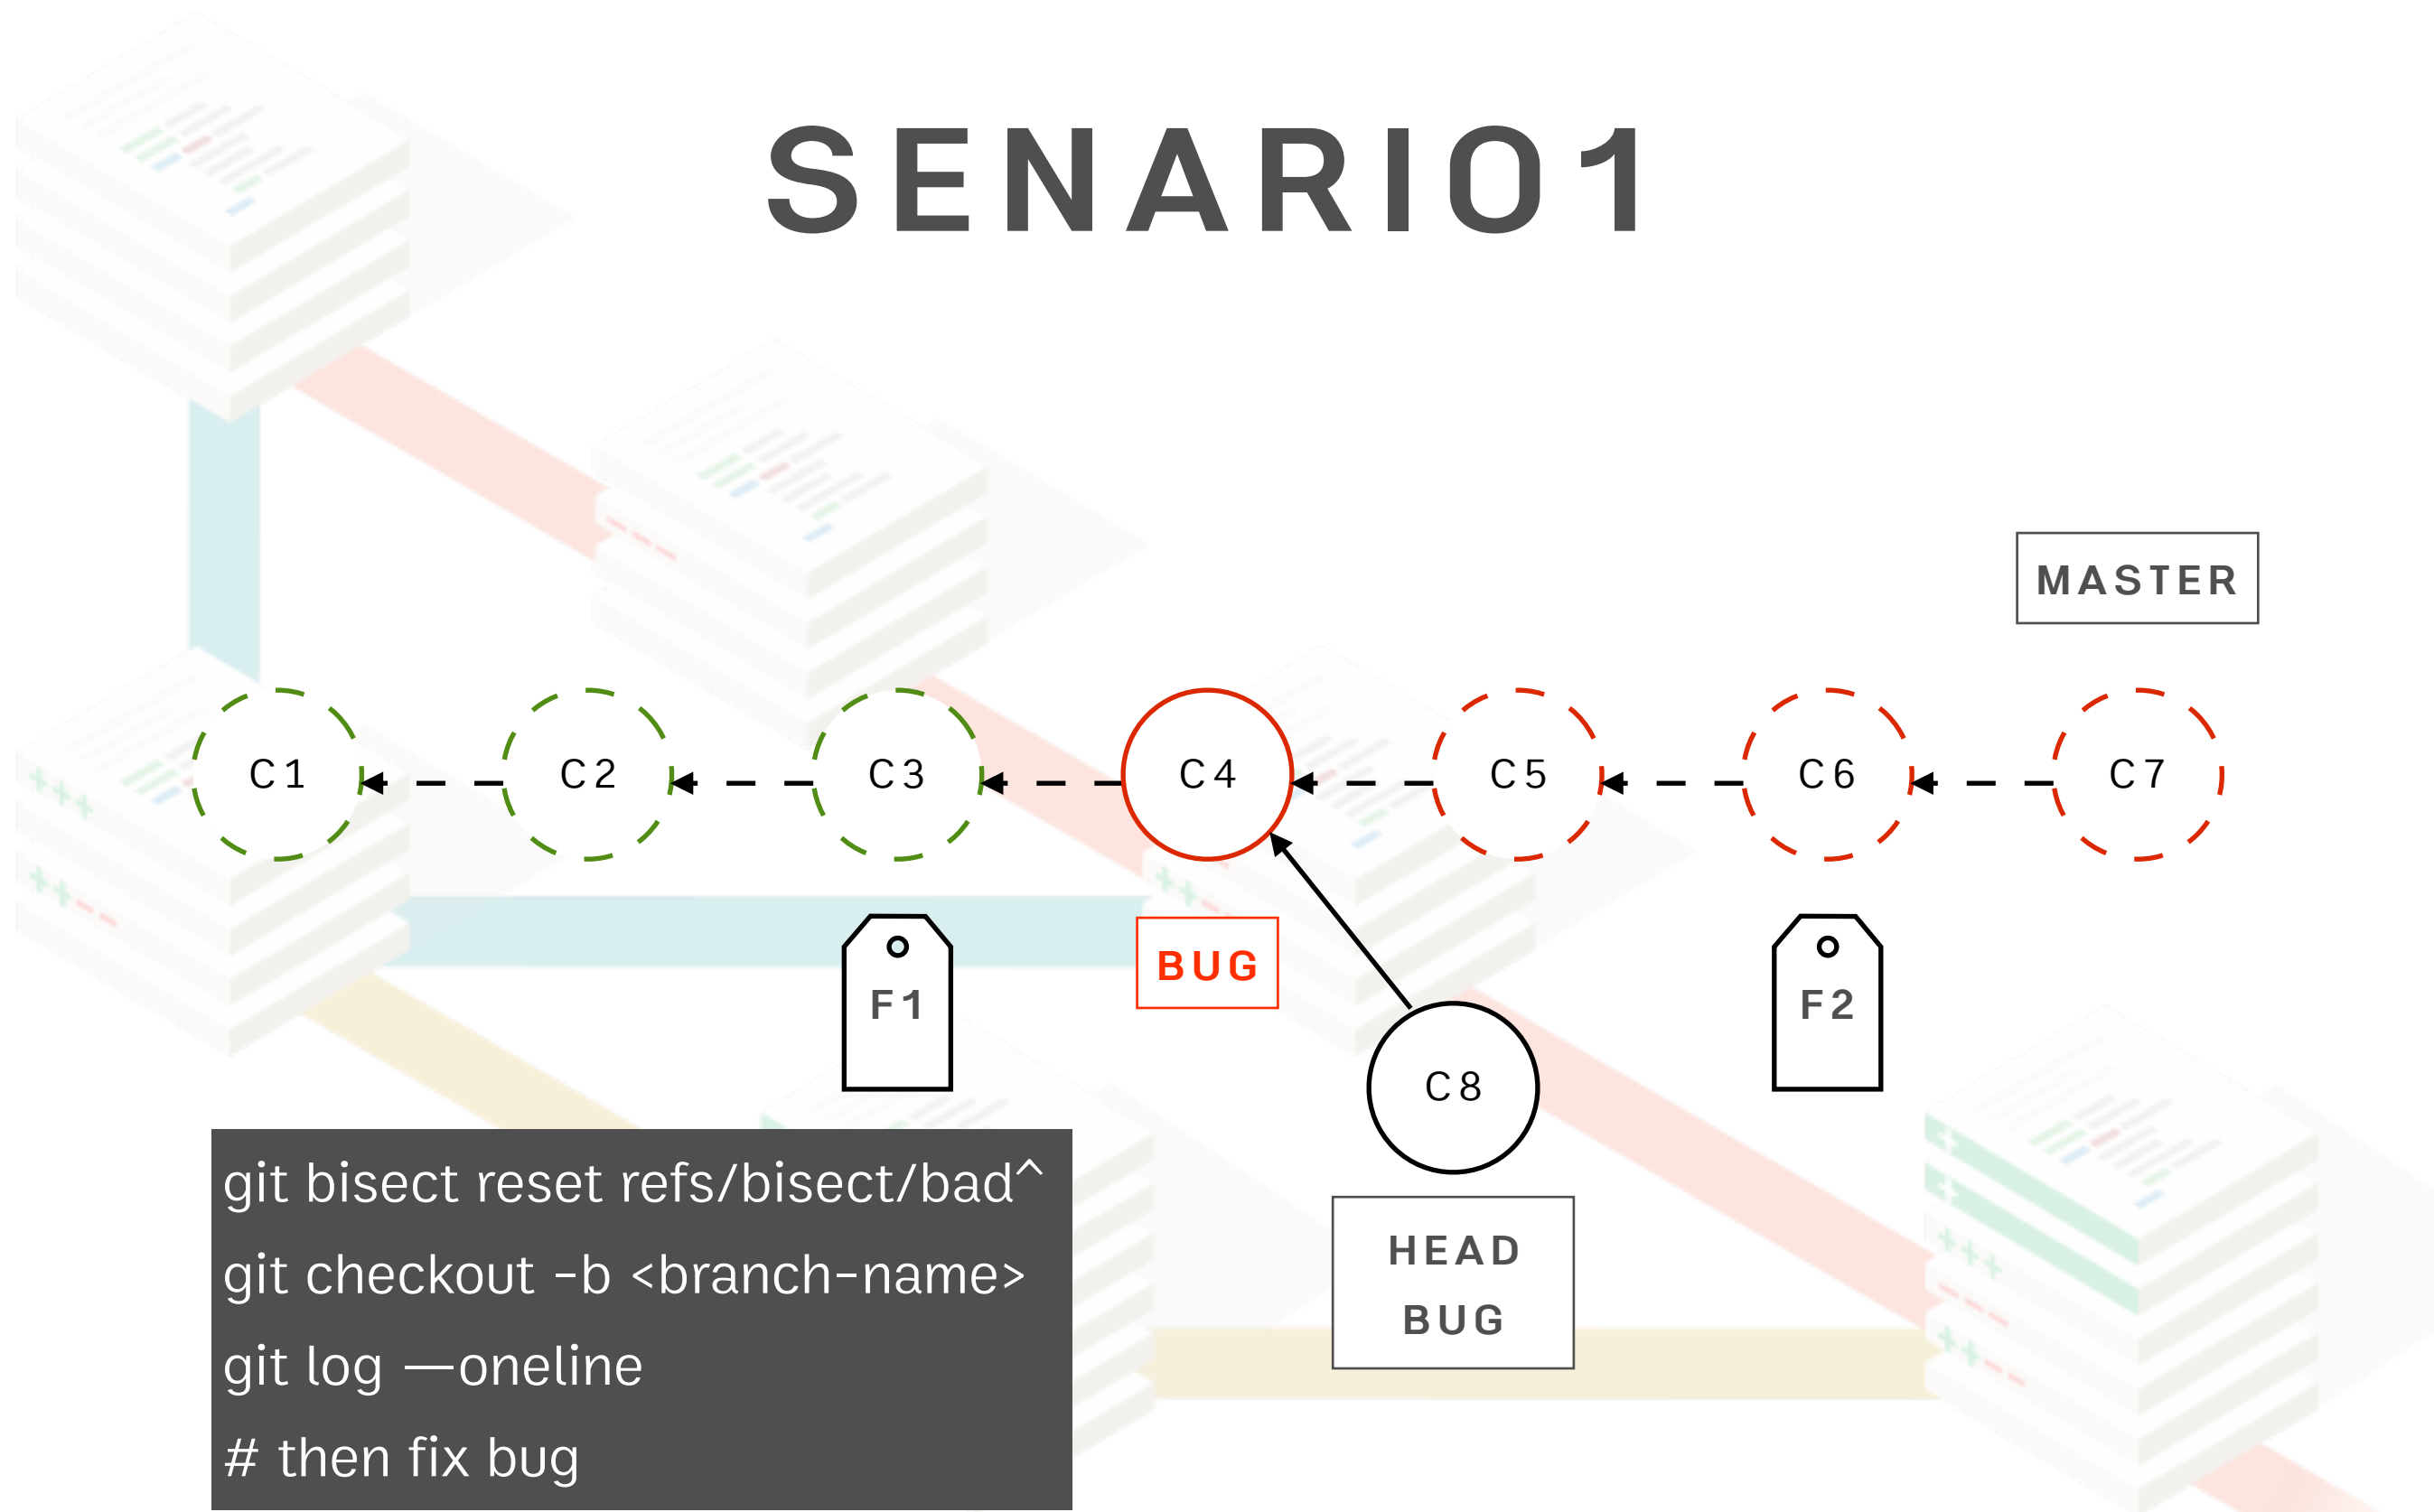 SENARIO1
MASTER
C1
C2
C3
C4
C5
C6
C7
F1
BUG
F2
C8
HEAD
BUG
git bisect reset refs/bisect/bad^
git checkout -b <branch-name>
git log —oneline
# then fix bug